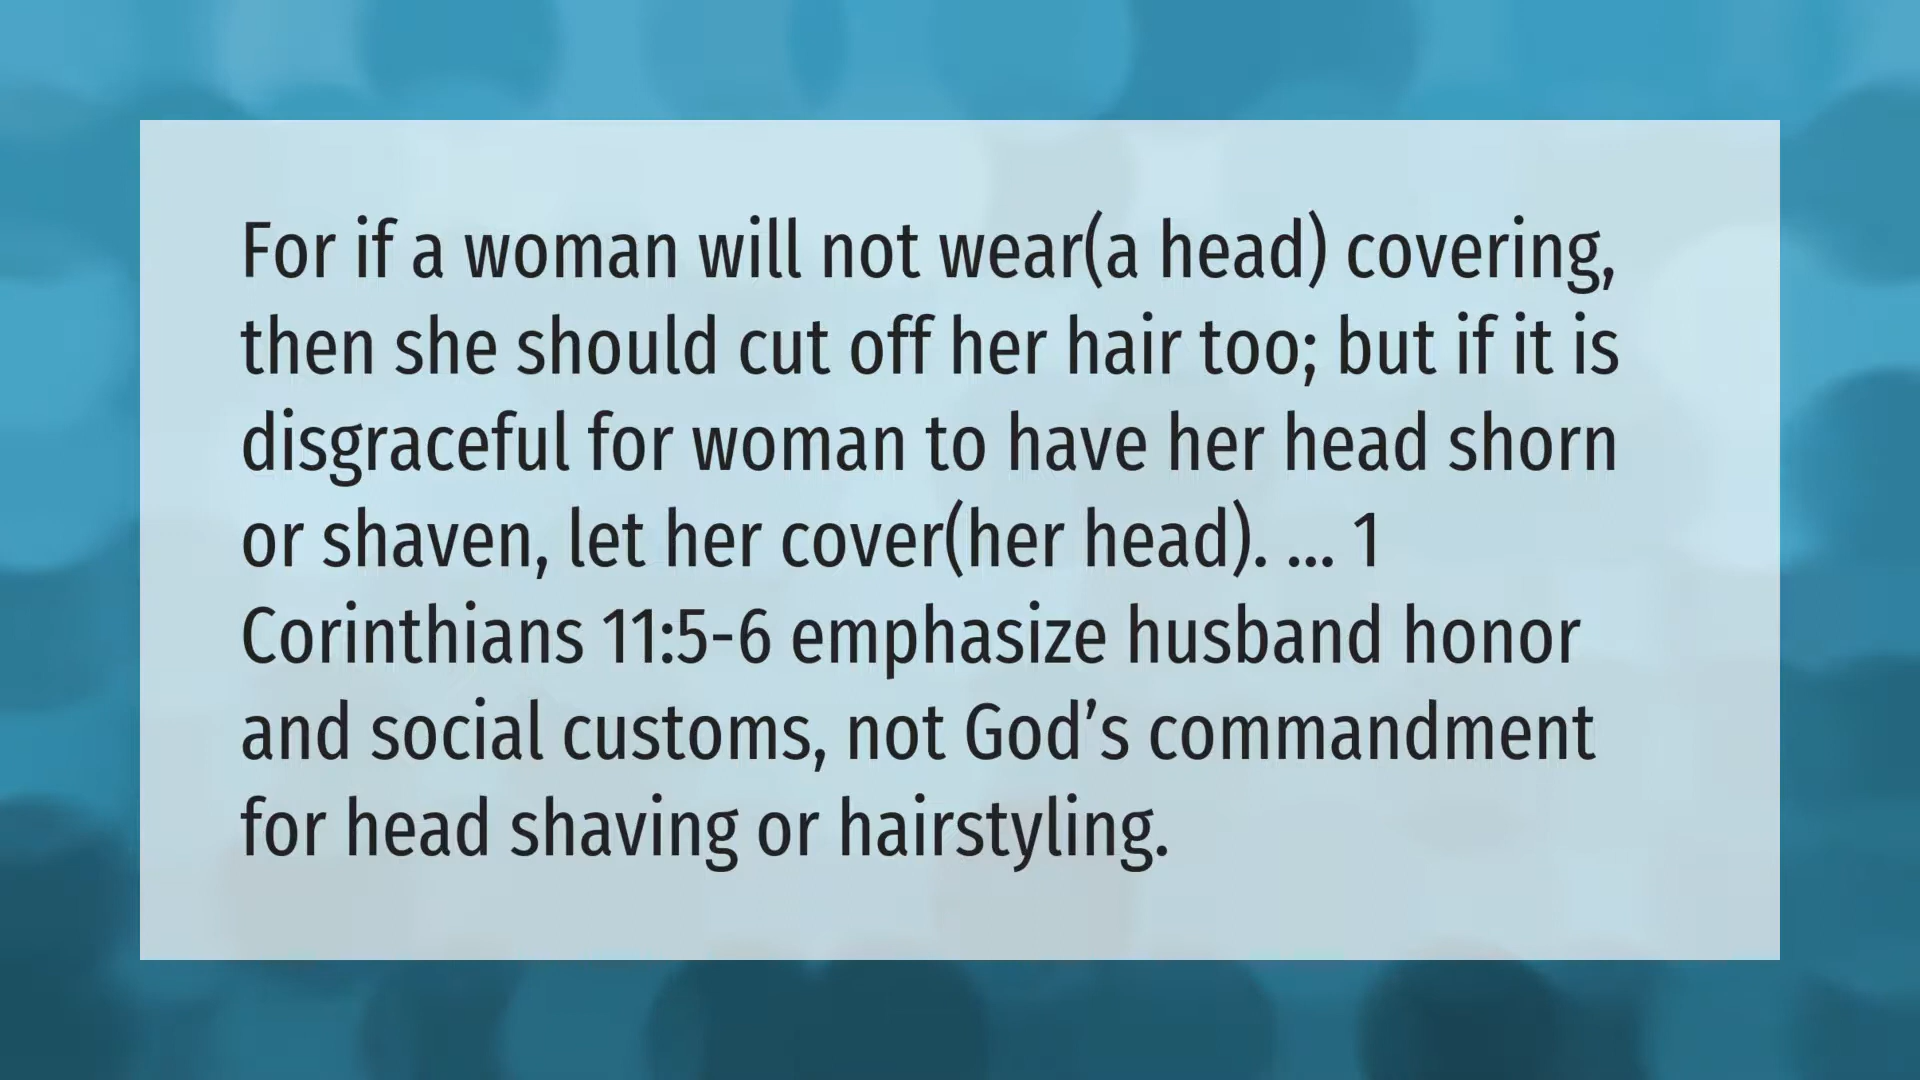 For if a woman will not wear(a head) covering,
then she should cut off her hair too; but if it is
disgraceful for woman to have her head shorn
or shaven, let her cover(her head). ... 1
Corinthians 11:5-6 emphasize husband honor
and social customs, not God’s commandment
for head shaving or hairstyling.